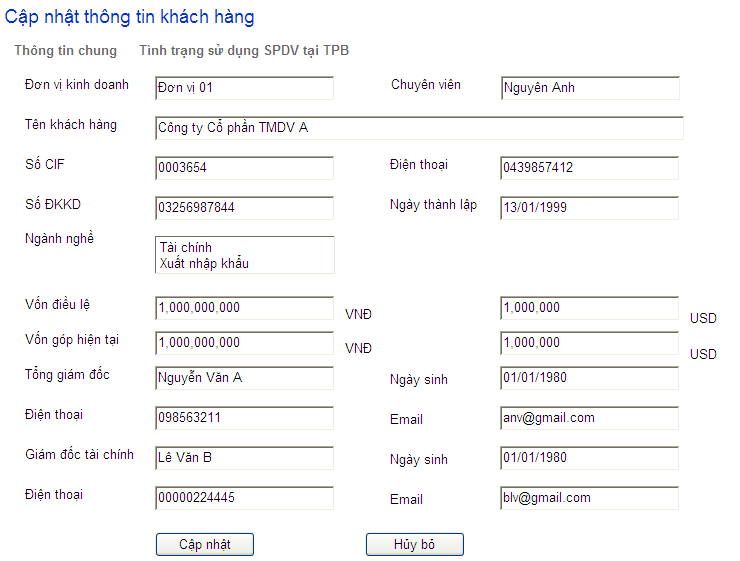 Cập nhật thông tin khách hàng
Thông tin chung Tình trạng sử dụng SPDV tại TPB
Đơn vị kinh doanh Đơn vị 01 Chuyên viên Nguyên Anh
Tên khách hàng Công ty Cổ phần TMDV A
Số CIF 0003654 Điện thoại 0439857412
Số ĐKKD 03256987844 Ngày thành lập 13/01/1999
Ngành nghề Tài chính
Xuất nhập khẩu
Vốn điều lệ 1,000,000,000 VNĐ 1,000,000 USD
Vốn góp hiện tại 1,000,000,000 VNĐ 1,000,000 USD
Tổng giám đốc Nguyễn Văn A Ngày sinh 01/01/1980
Điện thoại 098563211 Email anv@gmail.com
Giám đốc tài chính Lê Văn B Ngày sinh 01/01/1980
Điện thoại 00000224445 Email blv@gmail.com
Cập nhật Hủy bỏ